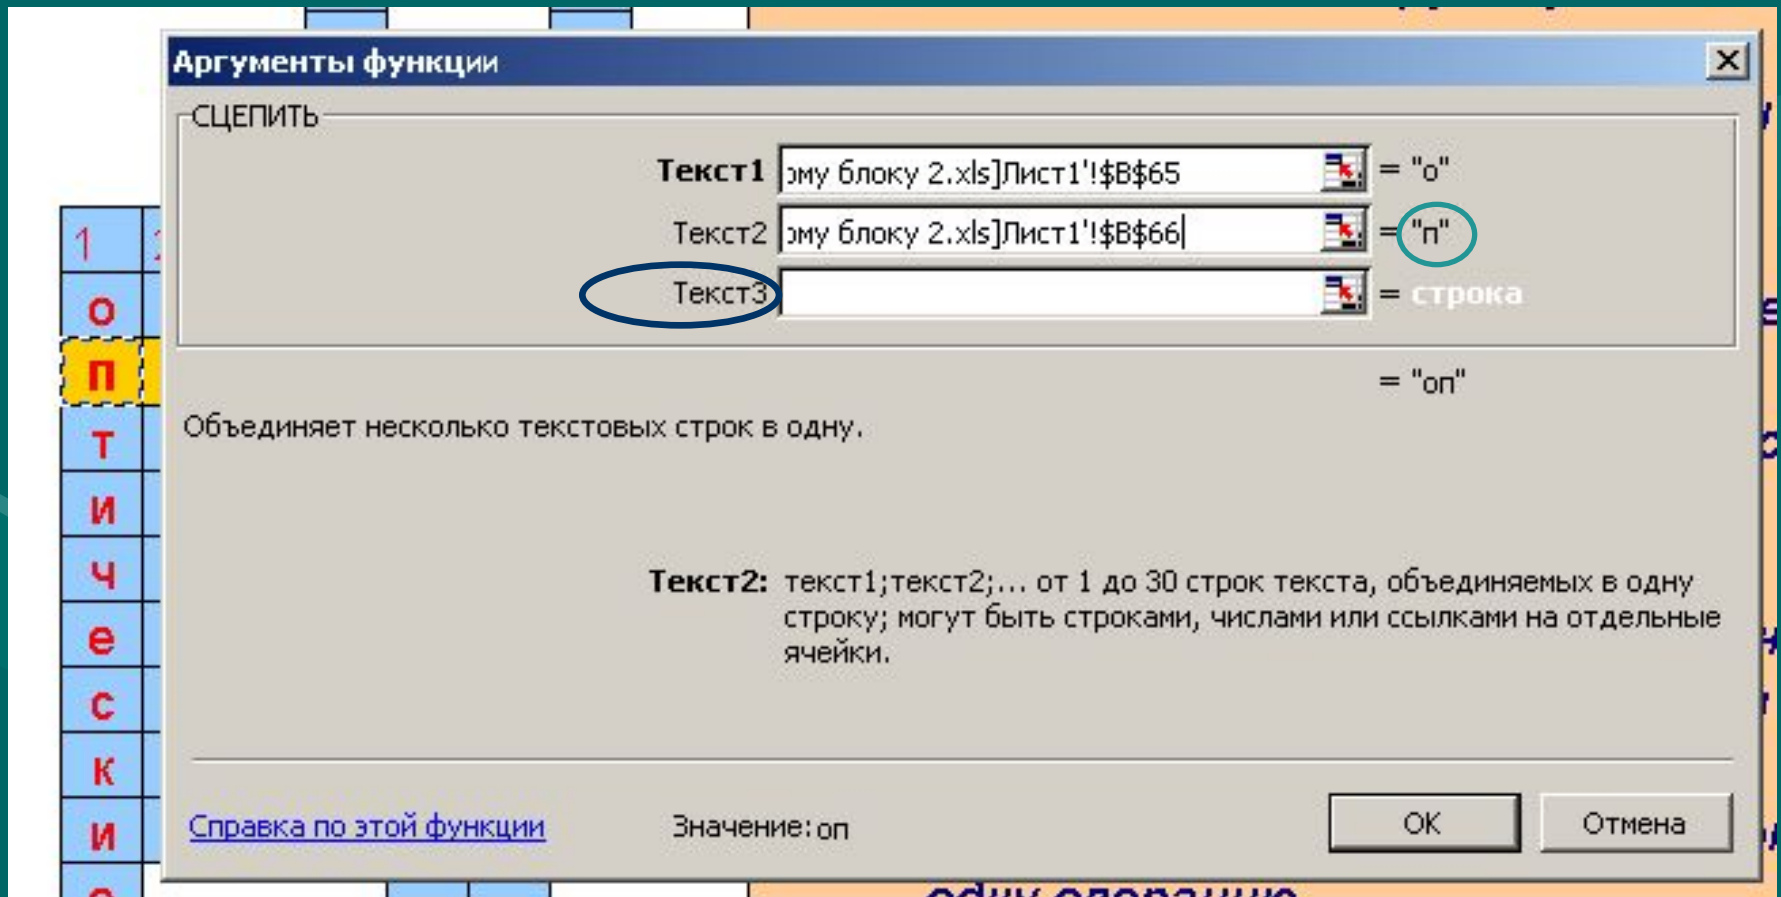 Аргументы функции
СЦЕПИТЬ
Текст1 ому блоку 2.xls]Лист1'!$B$65 = "о"
Текст2 ому блоку 2.xls]Лист1'!$B$66 = "п"
Текст3 = строка
= "оп"
Объединяет несколько текстовых строк в одну.
Текст2: текст1;текст2;... от 1 до 30 строк текста, объединяемых в одну
строку; могут быть строками, числами или ссылками на отдельные
ячейки.
Справка по этой функции
Значение:оп
ОК
Отмена
1
о
п
т
и
ч
е
с
к
и
одну операцию